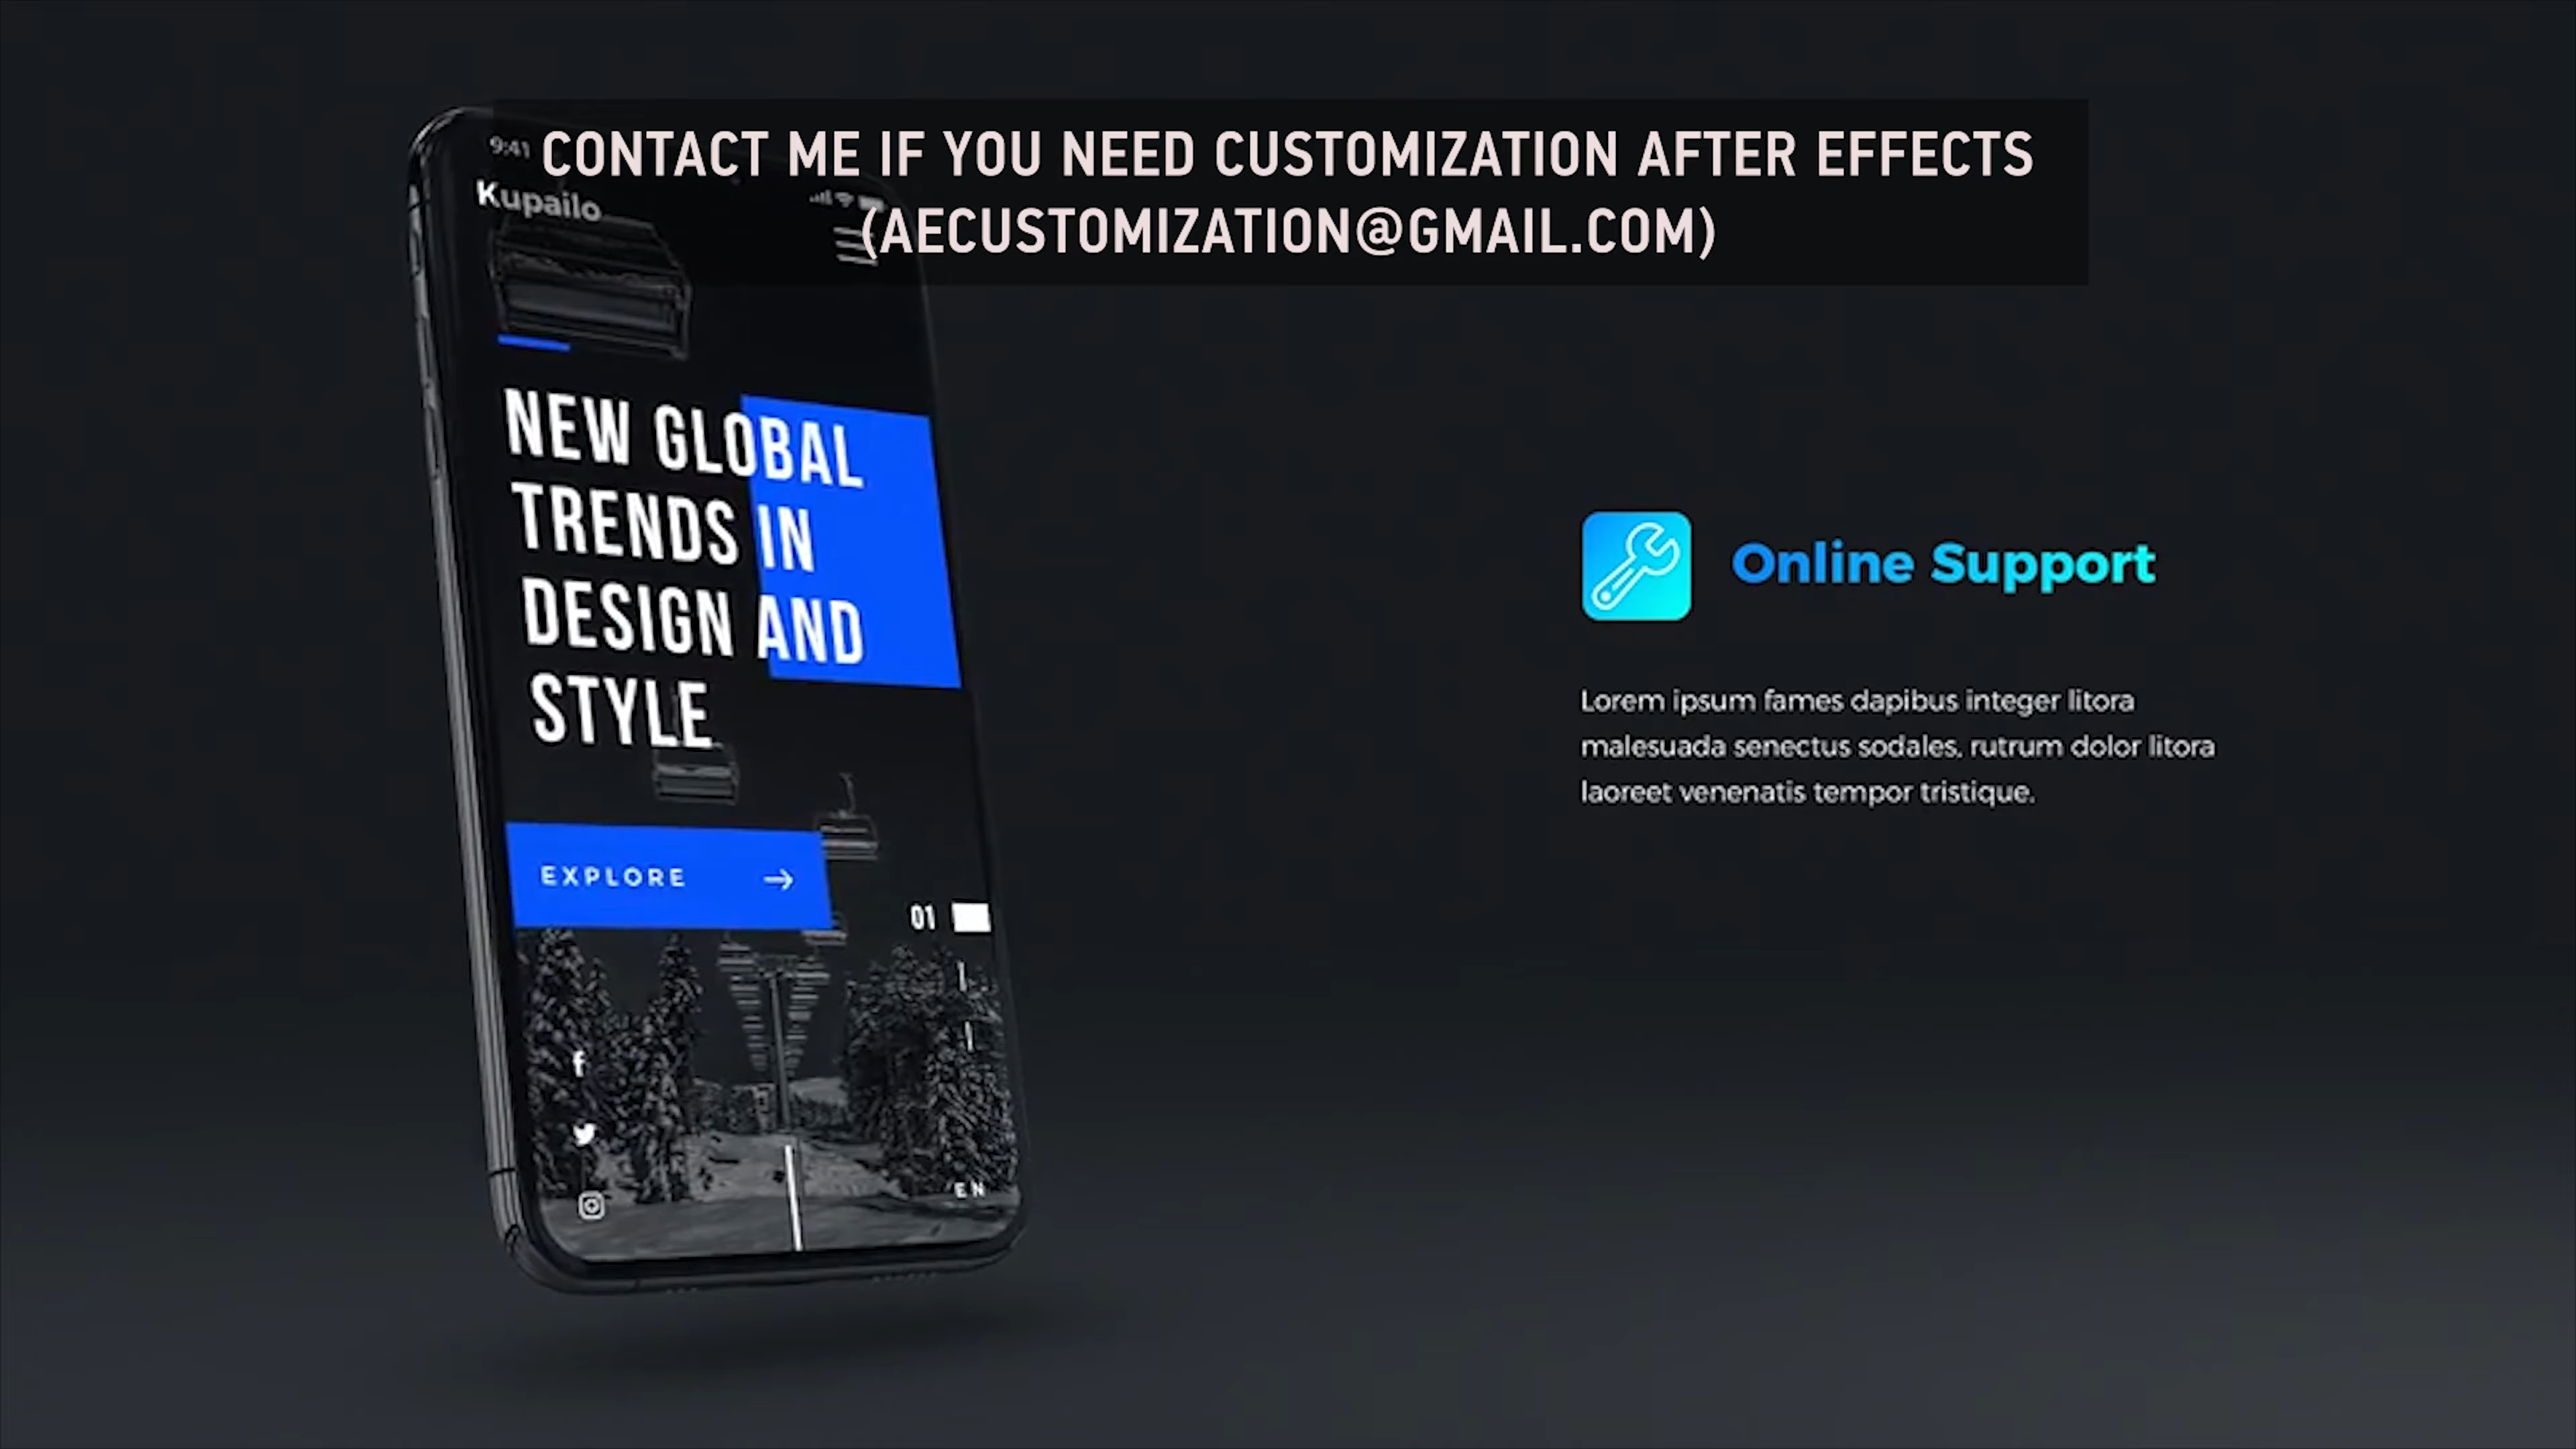 CONTACT ME IF YOU NEED CUSTOMIZATION AFTER EFFECTS
(AECUSTOMIZATION@GMAIL.COM)
9:41
Kupailo
NEW GLOBAL
TRENDS IN
DESIGN AND
STYLE
EXPLORE
01
EN
Online Support
Lorem ipsum fames dapibus integer litora
malesuada senectus sodales, rutrum dolor litora
laoreet venenatis tempor tristique.